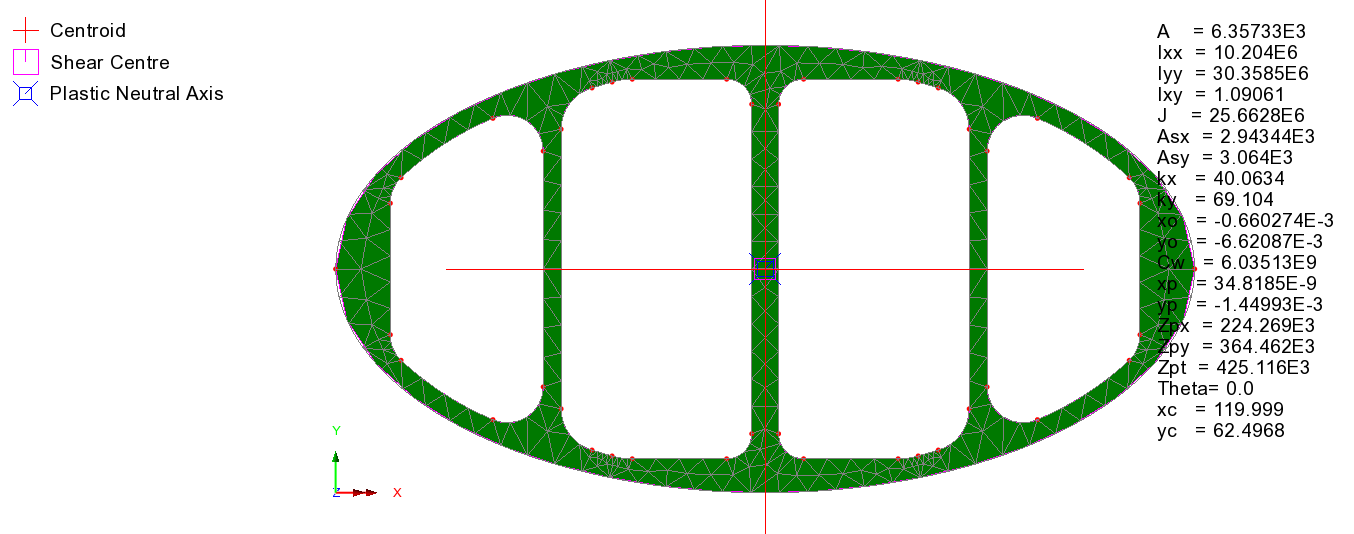 Centroid
Shear Centre
Plastic Neutral Axis
A = 6.35733E3
Ixx = 10.204E6
Iyy = 30.3585E6
Ixy = 1.09061
J = 25.6628E6
Asx = 2.94344E3
Asy = 3.064E3
kx = 40.0634
ky = 69.104
xo = -0.660274E-3
yo = -6.62087E-3
Cw = 6.03513E9
xp = 34.8185E-9
yp = -1.44993E-3
Zpx = 224.269E3
Zpy = 364.462E3
Zpt = 425.116E3
Theta= 0.0
xc = 119.999
yc = 62.4968
Y
Z
X